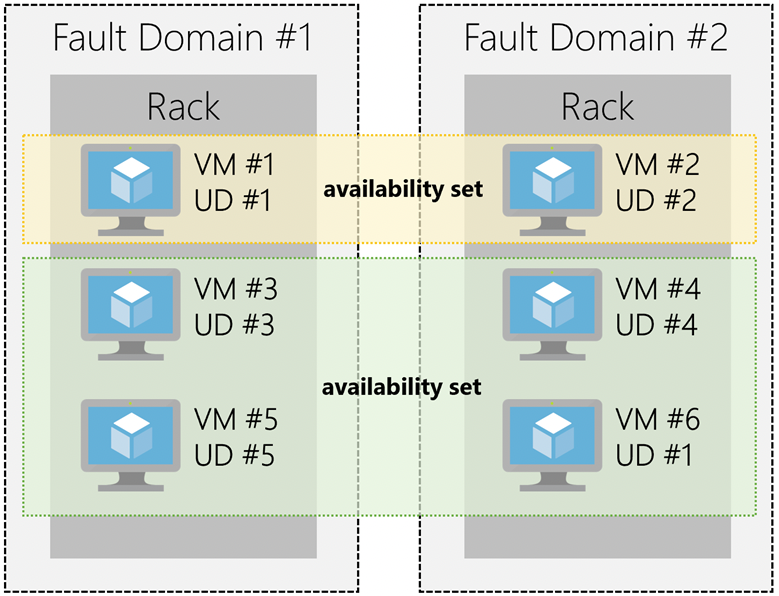 Fault Domain #1
Fault Domain #2
Rack
Rack
VM #1
UD #1
availability set
VM #2
UD #2
VM #3
UD #3
VM #4
UD #4
availability set
VM #5
UD #5
VM #6
UD #1